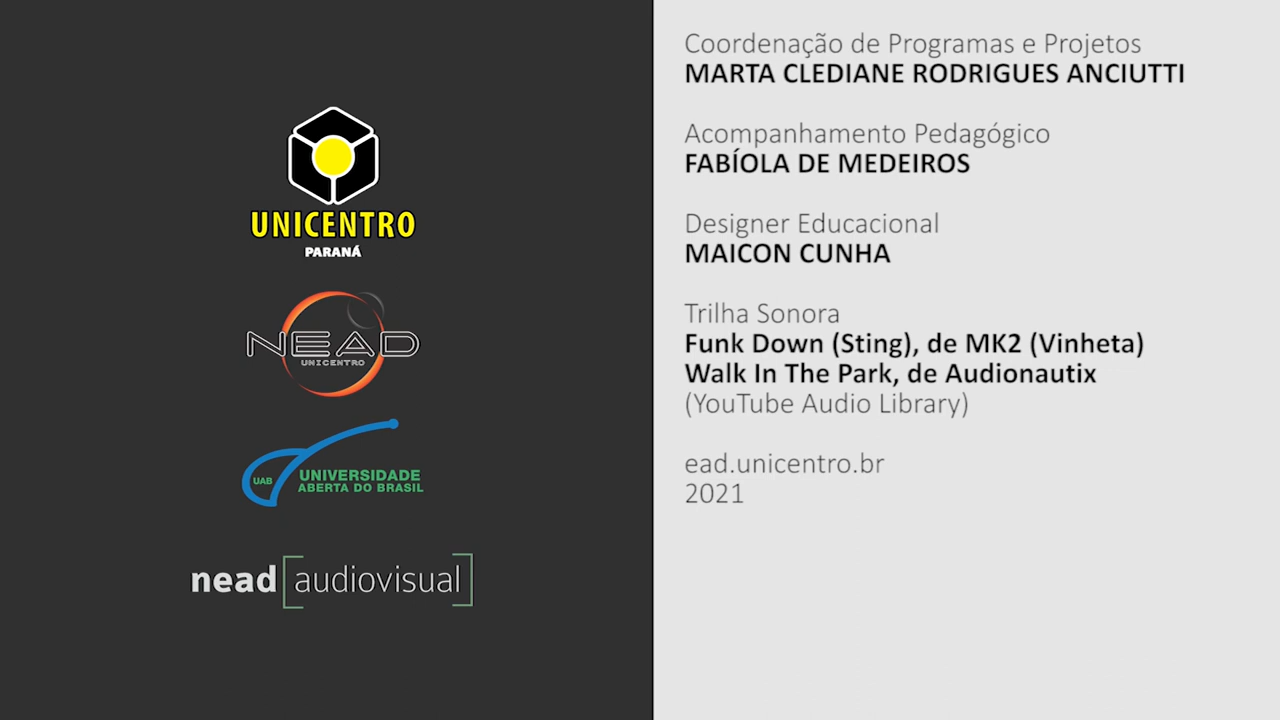 UNICENTRO
PARANÁ
NEAD
UNICENTRO
UAB
UNIVERSIDADE
ABERTA DO BRASIL
nead[audiovisual]
Coordenação de Programas e Projetos
MARTA CLEDIANE RODRIGUES ANCIUTTI
Acompanhamento Pedagógico
FABÍOLA DE MEDEIROS
Designer Educacional
MAICON CUNHA
Trilha Sonora
Funk Down (Sting), de MK2 (Vinheta)
Walk In The Park, de Audionautix
(YouTube Audio Library)
ead.unicentro.br
2021